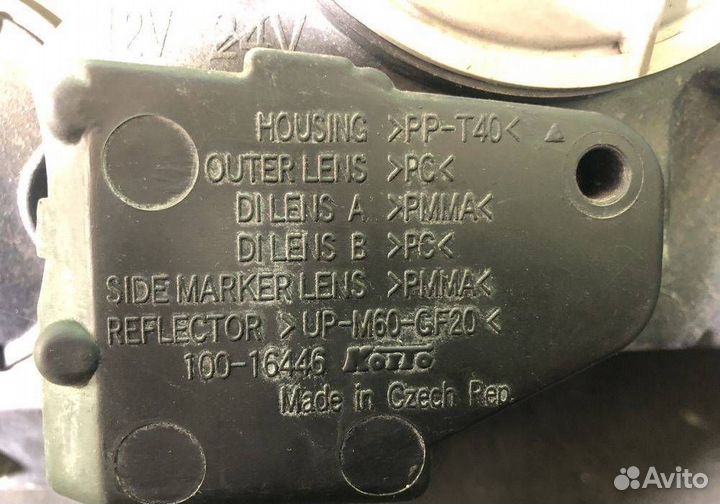 12V 24V
HOUSING >PP-T40<
OUTER LENS >PC<
DI LENS A >PMMA<
DI LENS B >PC<
SIDE MARKER LENS >PMMA<
REFLECTOR >UP-M60-GF20<
100-16446 KOITO
Made in Czech Rep.
Avito